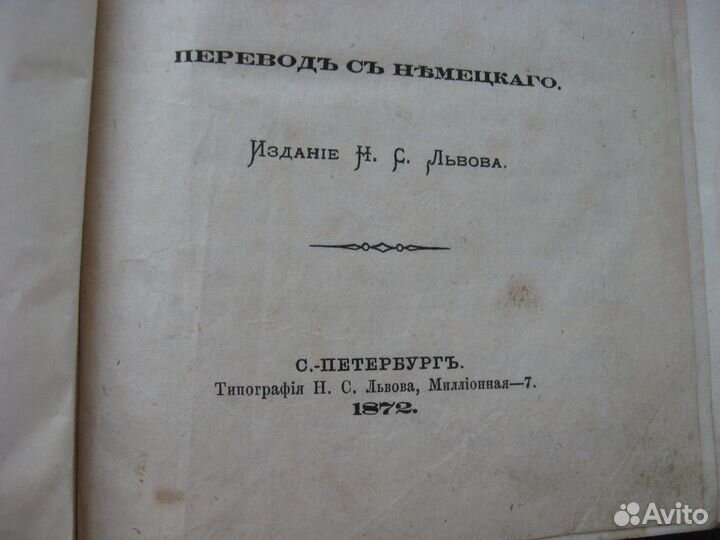 ПЕРЕВОДЪ СЪ НѢМЕЦКАГО.
Изданіе Н. С. Львова.
С.-ПЕТЕРБУРГЪ.
Типографія Н. С. Львова, Милліонная—7.
1872.
Avito